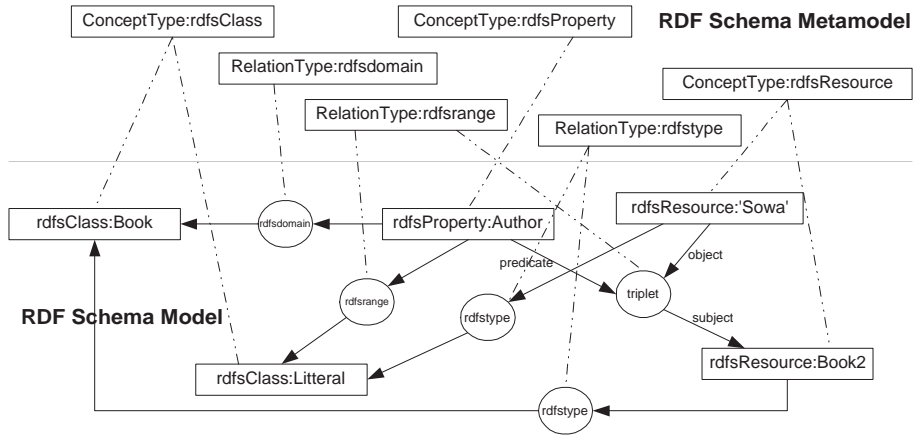 ConceptType:rdfsClass
ConceptType:rdfsProperty
RDF Schema Metamodel
RelationType:rdfsdomain
ConceptType:rdfsResource
RelationType:rdfsrange
RelationType:rdfstype
rdfsClass:Book
rdfsdomain
rdfsProperty:Author
rdfsResource:'Sowa'
predicate
object
rdfsrange
triplet
RDF Schema Model
rdfstype
subject
rdfsClass:Litteral
rdfsResource:Book2
rdfstype